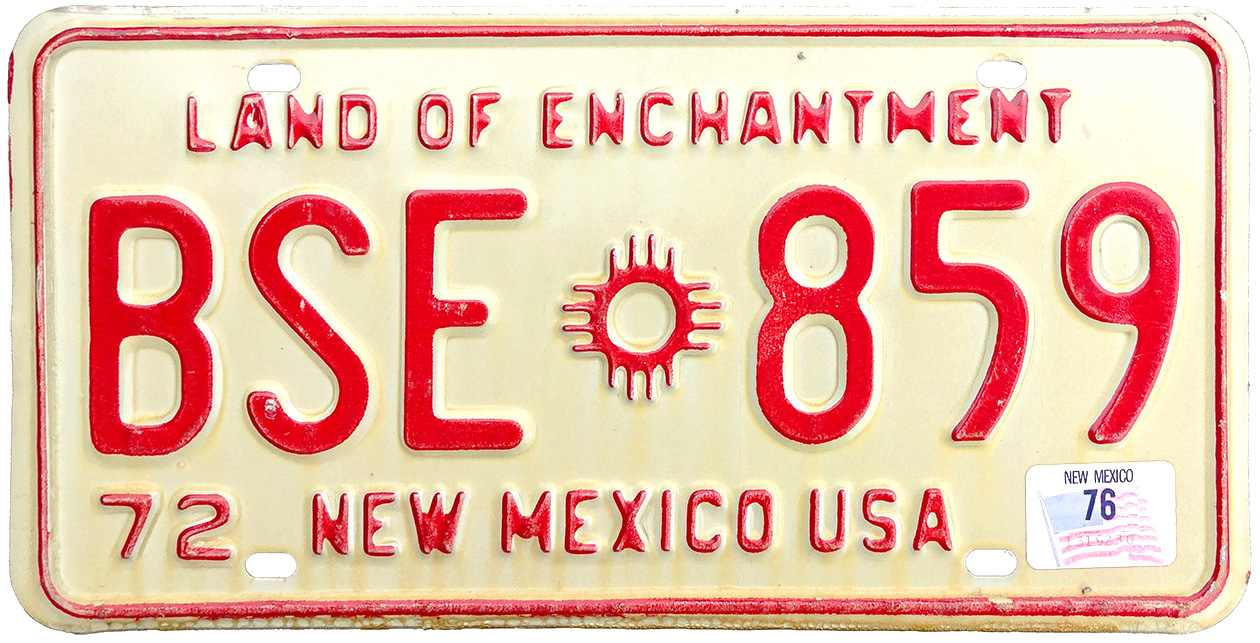 LAND OF ENCHANTMENT
BSE 859
72 NEW MEXICO USA
NEW MEXICO
76